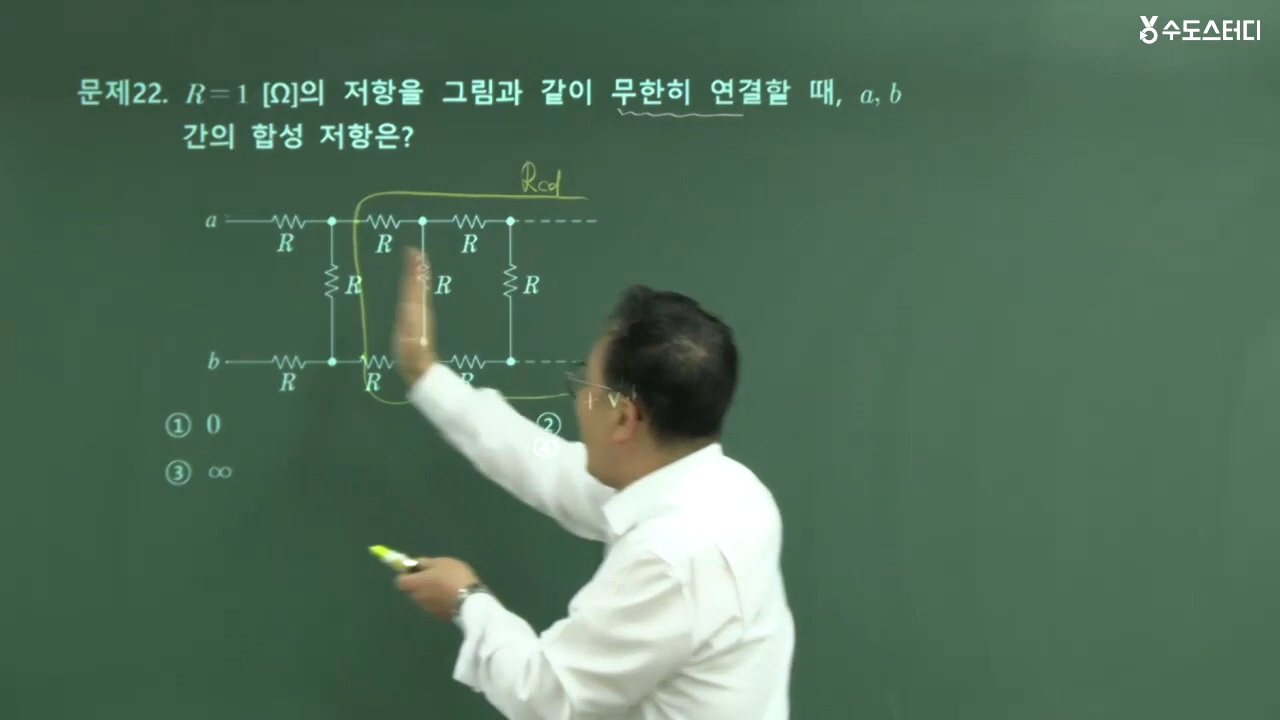 수도스터디
문제22. R=1 [Ω]의 저항을 그림과 같이 무한히 연결할 때, a, b
간의 합성 저항은?
Rcd
a
R R R
R R R
b
R R R
① 0 ②
③ ∞ ④